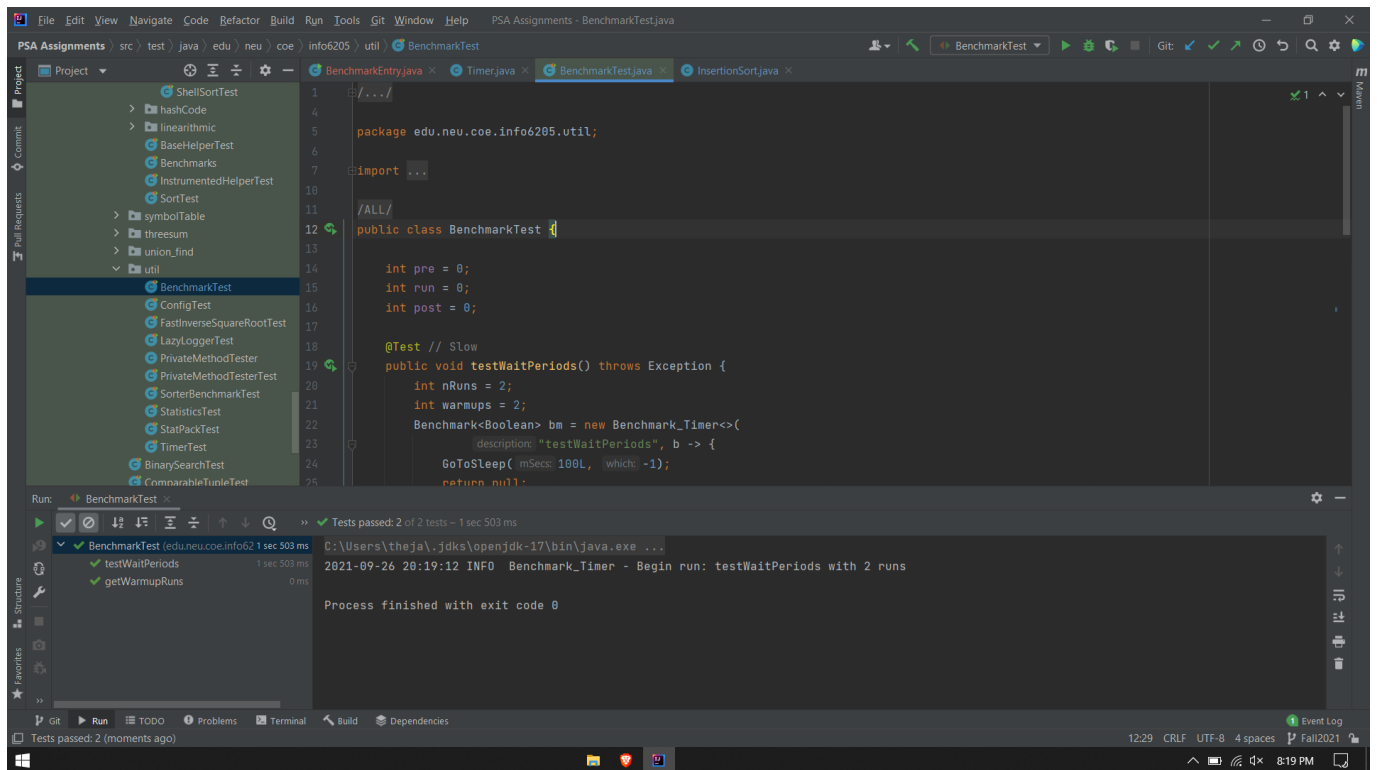 File Edit View Navigate Code Refactor Build Run Tools Git Window Help PSA Assignments - BenchmarkTest.java
PSA Assignments src test java edu neu coe info6205 util BenchmarkTest
BenchmarkTest Git:
Project
BenchmarkEntry.java Timer.java BenchmarkTest.java InsertionSort.java
Project
Commit
Pull Requests
Structure
Favorites
Maven
ShellSortTest
hashCode
linearithmic
BaseHelperTest
Benchmarks
InstrumentedHelperTest
SortTest
symbolTable
threesum
union_find
util
BenchmarkTest
ConfigTest
FastInverseSquareRootTest
LazyLoggerTest
PrivateMethodTester
PrivateMethodTesterTest
SorterBenchmarkTest
StatisticsTest
StatPackTest
TimerTest
BinarySearchTest
ComparableTupleTest
1 /.../
1
4
5 package edu.neu.coe.info6205.util;
6
7 import ...
10
11 /ALL/
12 public class BenchmarkTest {
13
14 int pre = 0;
15 int run = 0;
16 int post = 0;
17
18 @Test // Slow
19 public void testWaitPeriods() throws Exception {
20 int nRuns = 2;
21 int warmups = 2;
22 Benchmark<Boolean> bm = new Benchmark_Timer<>(
23 description: "testWaitPeriods", b -> {
24 GoToSleep( mSecs: 100L, which: -1);
25 return null;
Run: BenchmarkTest
Tests passed: 2 of 2 tests – 1 sec 503 ms
BenchmarkTest (edu.neu.coe.info62 1 sec 503 ms
testWaitPeriods 1 sec 503 ms
getWarmupRuns 0 ms
C:\Users\theja\.jdks\openjdk-17\bin\java.exe ...
2021-09-26 20:19:12 INFO Benchmark_Timer - Begin run: testWaitPeriods with 2 runs
Process finished with exit code 0
Git Run TODO Problems Terminal Build Dependencies
1 Event Log
Tests passed: 2 (moments ago)
12:29 CRLF UTF-8 4 spaces Fall2021
8:19 PM